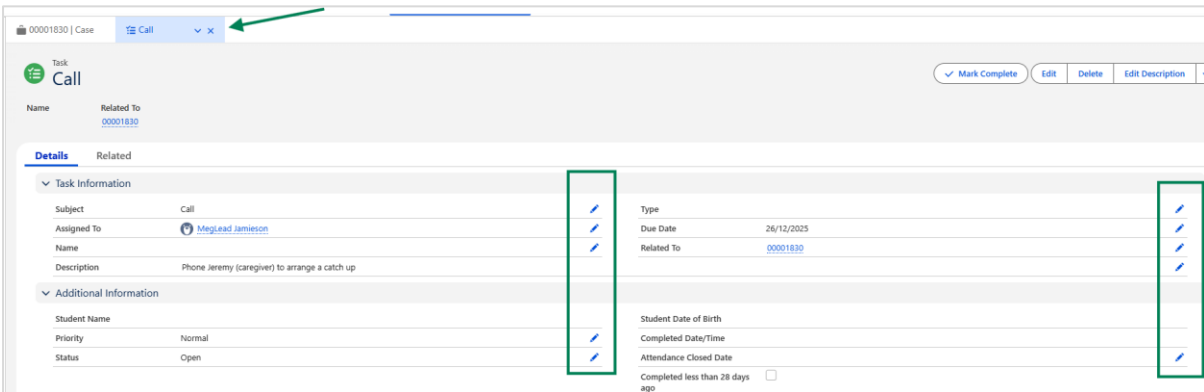 00001830 | Case
Call
Task
Call
Mark Complete
Edit
Delete
Edit Description
Name
Related To
00001830
Details
Related
Task Information
Subject
Call
Type
Assigned To
MegLead Jamieson
Due Date
26/12/2025
Name
Related To
00001830
Description
Phone Jeremy (caregiver) to arrange a catch up
Additional Information
Student Name
Student Date of Birth
Priority
Normal
Completed Date/Time
Status
Open
Attendance Closed Date
Completed less than 28 days
ago